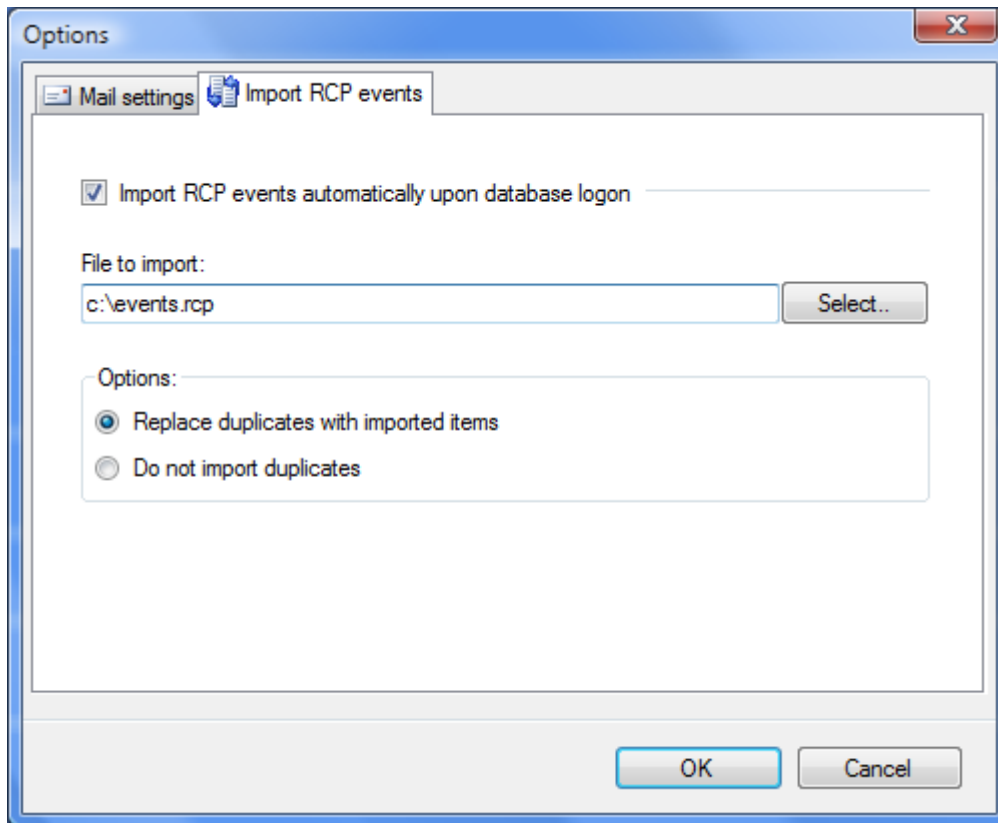 Options
Mail settings
Import RCP events
Import RCP events automatically upon database logon
File to import:
c:\events.rcp
Select..
Options:
Replace duplicates with imported items
Do not import duplicates
OK
Cancel